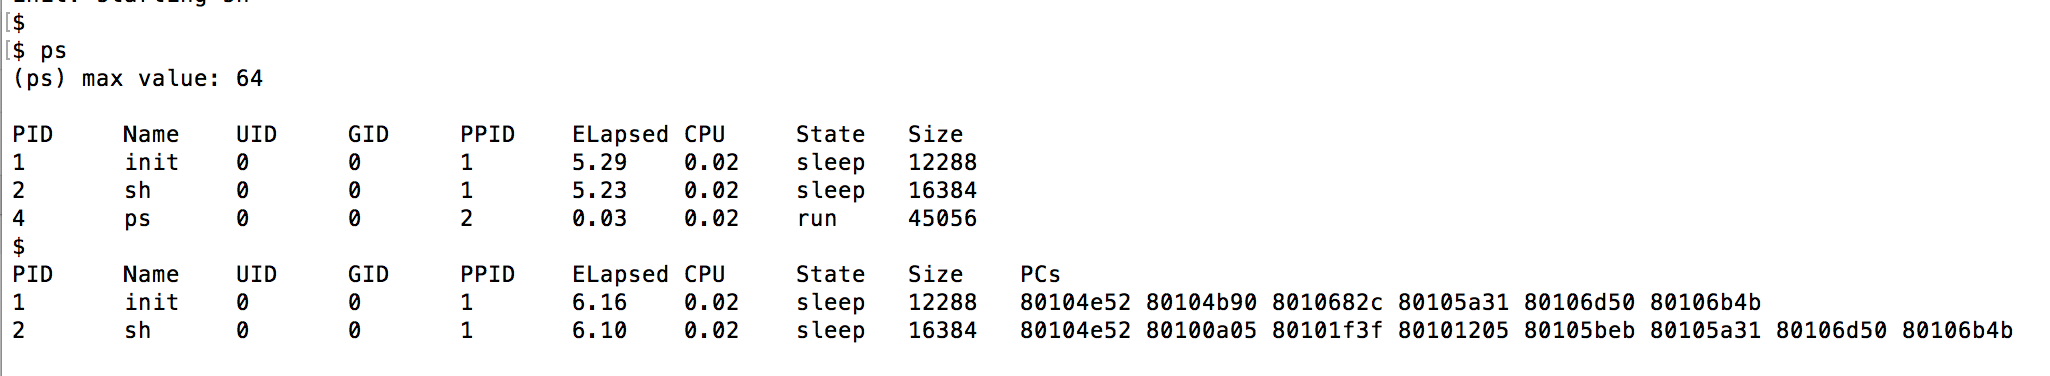 $
$ ps
(ps) max value: 64
PID Name UID GID PPID ELapsed CPU State Size
1 init 0 0 1 5.29 0.02 sleep 12288
2 sh 0 0 1 5.23 0.02 sleep 16384
4 ps 0 0 2 0.03 0.02 run 45056
$
PID Name UID GID PPID ELapsed CPU State Size PCs
1 init 0 0 1 6.16 0.02 sleep 12288 80104e52 80104b90 8010682c 80105a31 80106d50 80106b4b
2 sh 0 0 1 6.10 0.02 sleep 16384 80104e52 80100a05 80101f3f 80101205 80105beb 80105a31 80106d50 80106b4b